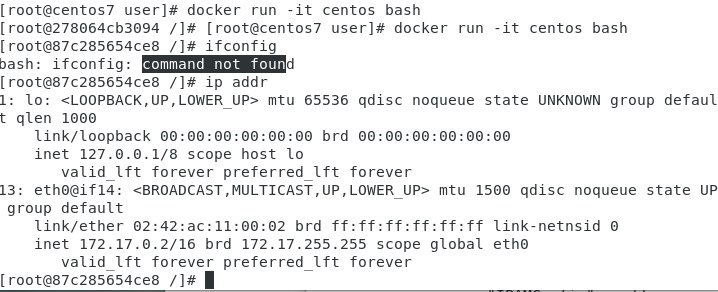 [root@centos7 user]# docker run -it centos bash
[root@278064cb3094 /]# [root@centos7 user]# docker run -it centos bash
[root@87c285654ce8 /]# ifconfig
bash: ifconfig: command not found
[root@87c285654ce8 /]# ip addr
1: lo: <LOOPBACK,UP,LOWER_UP> mtu 65536 qdisc noqueue state UNKNOWN group defaul
t qlen 1000
    link/loopback 00:00:00:00:00:00 brd 00:00:00:00:00:00
    inet 127.0.0.1/8 scope host lo
       valid_lft forever preferred_lft forever
13: eth0@if14: <BROADCAST,MULTICAST,UP,LOWER_UP> mtu 1500 qdisc noqueue state UP
 group default
    link/ether 02:42:ac:11:00:02 brd ff:ff:ff:ff:ff:ff link-netnsid 0
    inet 172.17.0.2/16 brd 172.17.255.255 scope global eth0
       valid_lft forever preferred_lft forever
[root@87c285654ce8 /]#